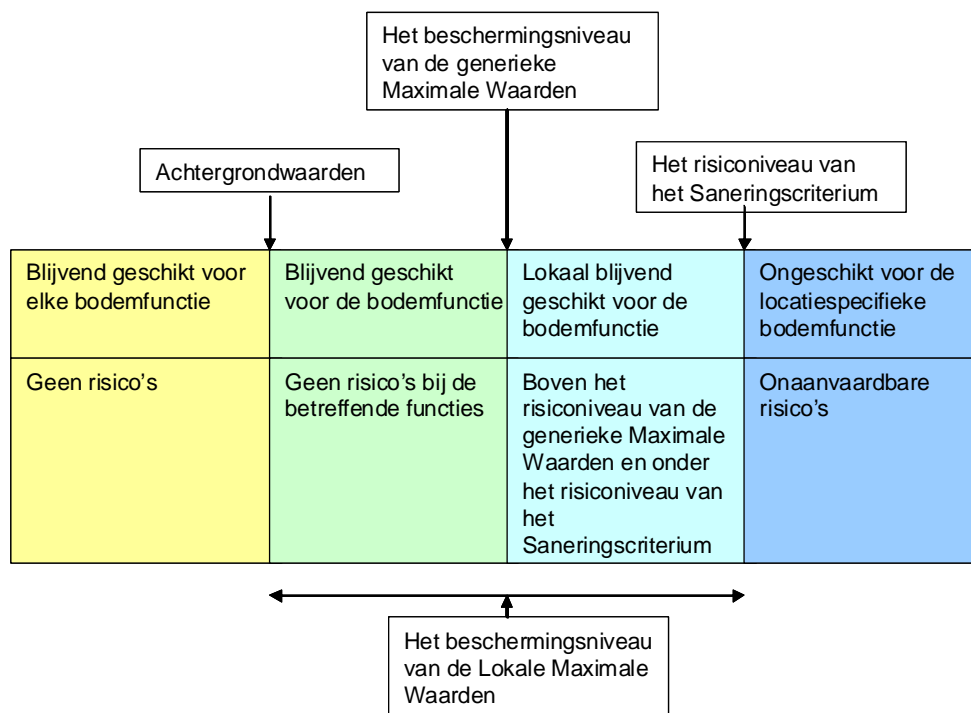 Het beschermingsniveau
van de generieke
Maximale Waarden
Achtergrondwaarden
Het risiconiveau van
het Saneringscriterium
Blijvend geschikt voor
elke bodemfunctie
Blijvend geschikt
voor de bodemfunctie
Lokaal blijvend
geschikt voor de
bodemfunctie
Ongeschikt voor de
locatiespecifieke
bodemfunctie
Geen risico's
Geen risico's bij de
betreffende functies
Boven het
risiconiveau van de
generieke Maximale
Waarden en onder
het risiconiveau van
het
Saneringscriterium
Onaanvaardbare
risico's
Het beschermingsniveau
van de Lokale Maximale
Waarden